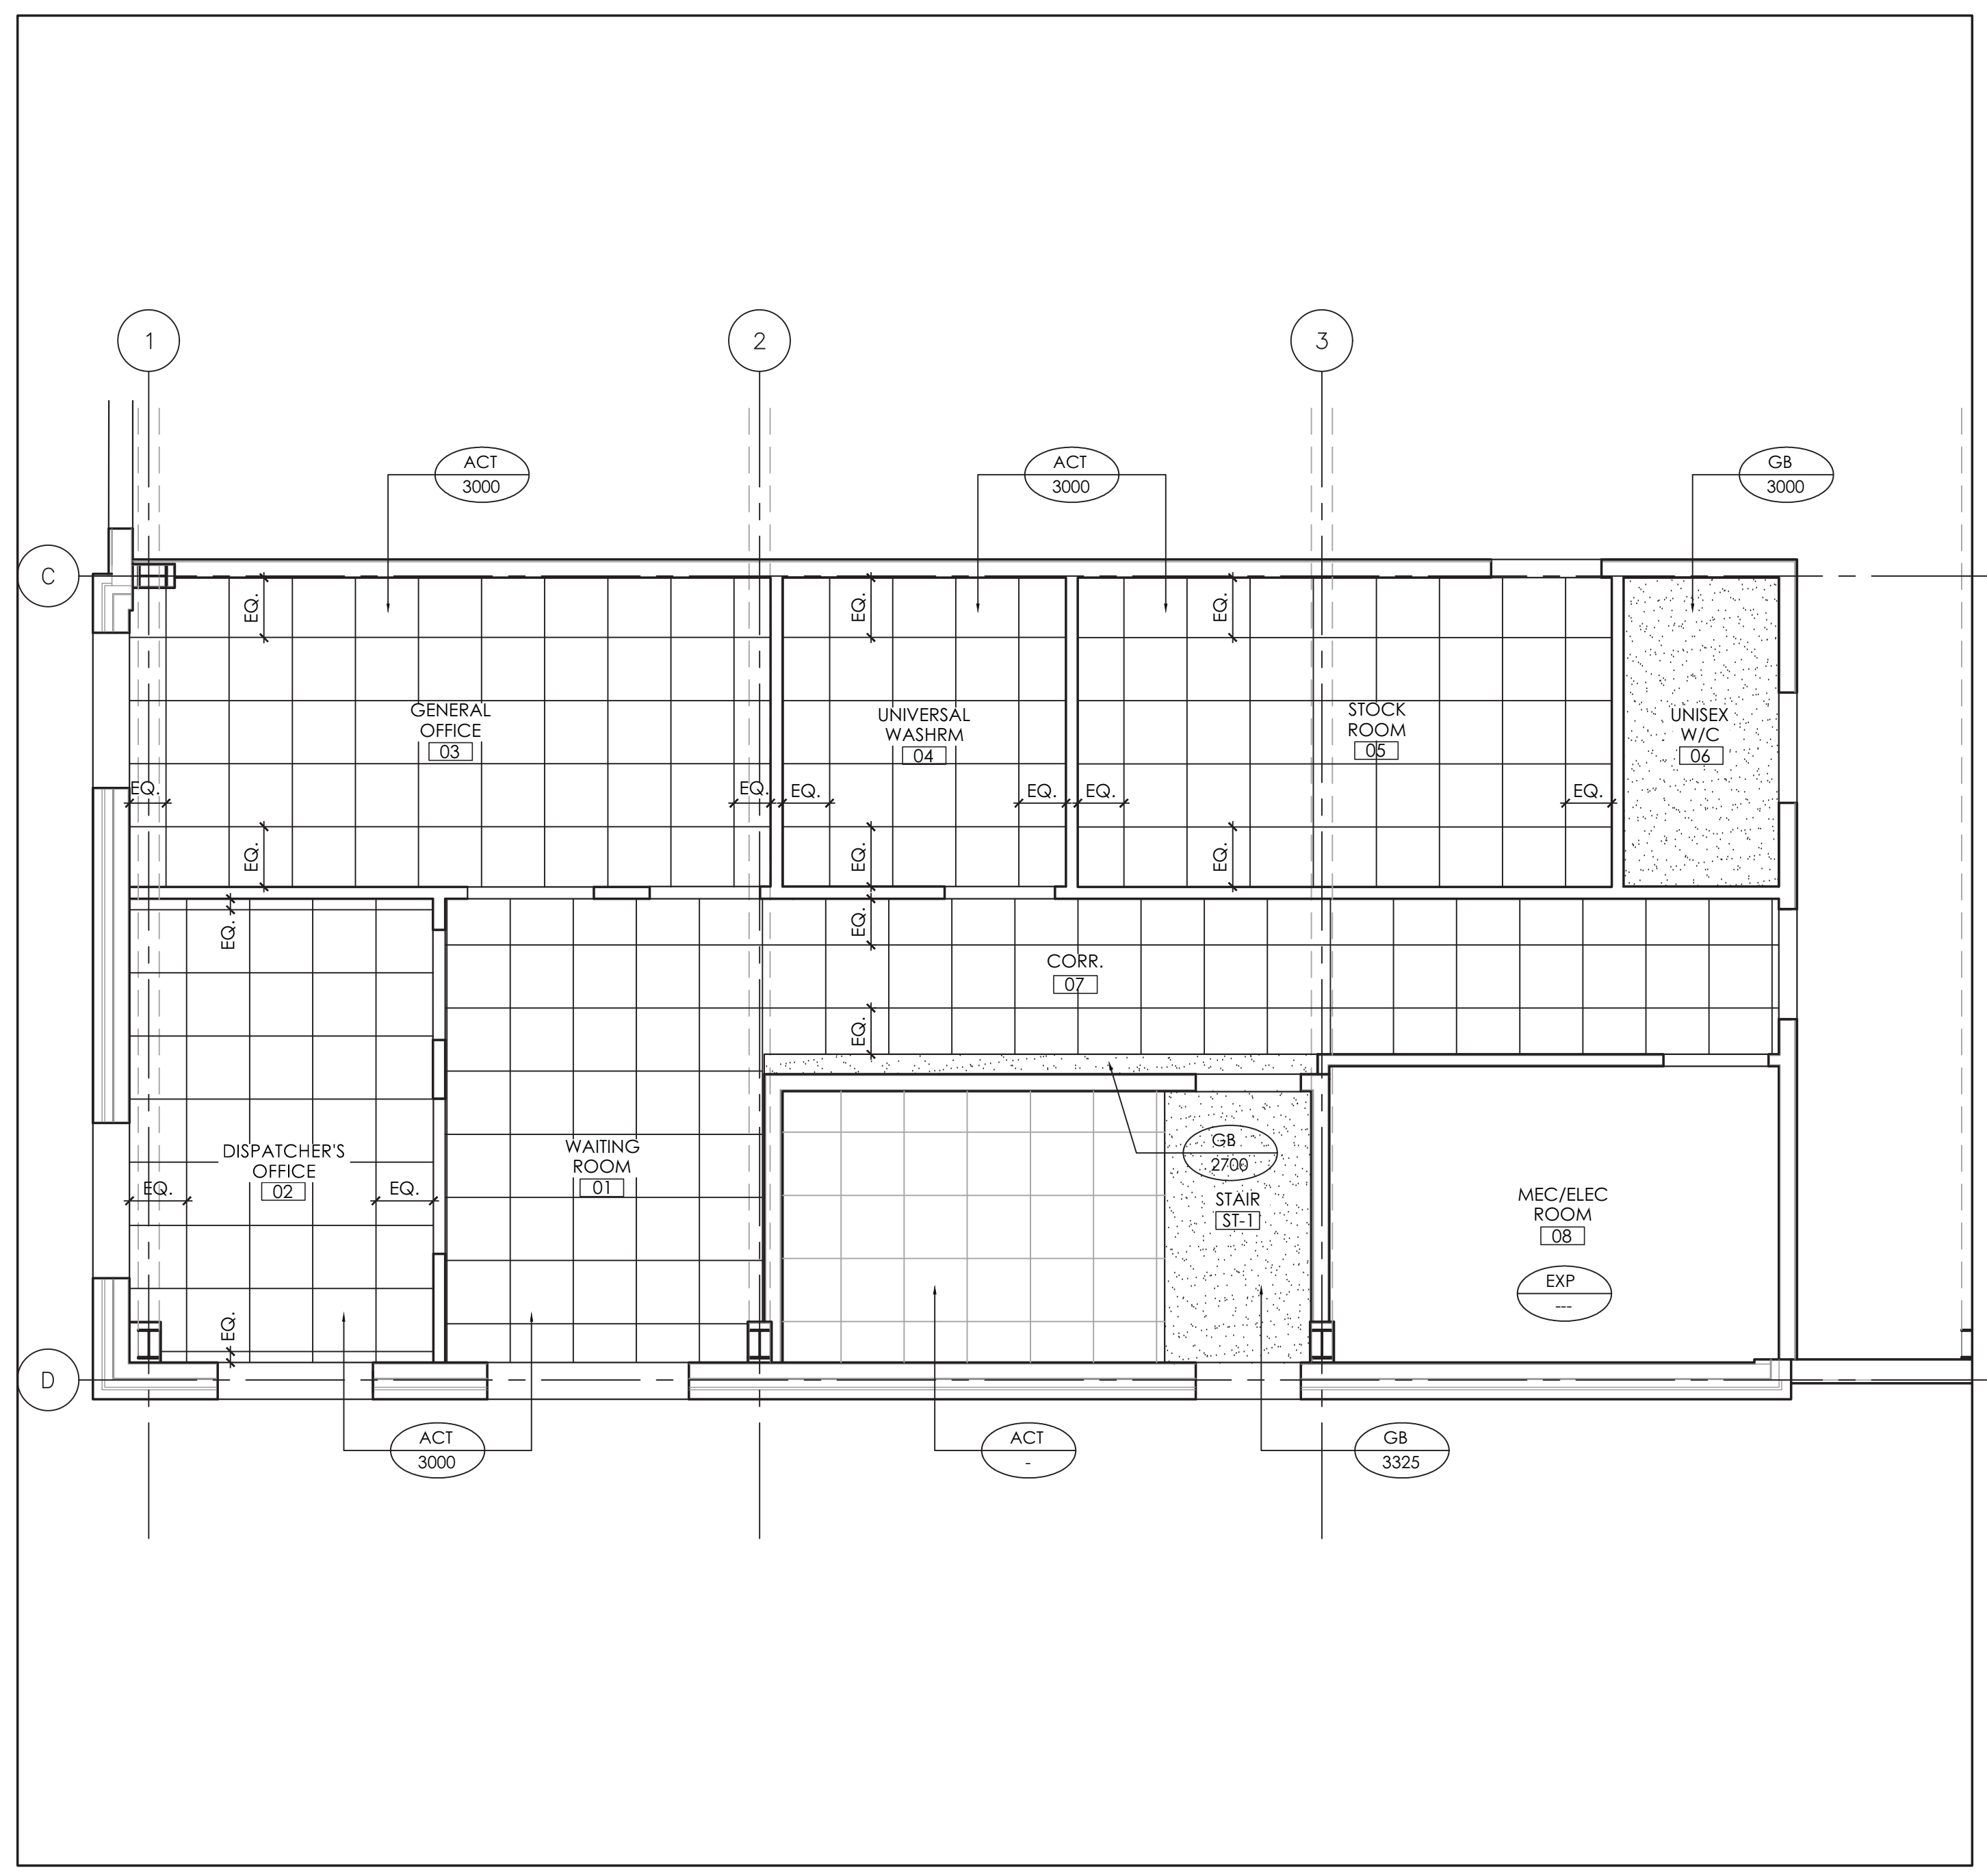 1
2
3
ACT
3000
ACT
3000
GB
3000
C
EQ.
EQ.
EQ.
GENERAL
OFFICE
03
UNIVERSAL
WASHRM
04
STOCK
ROOM
05
UNISEX
W/C
06
EQ.
EQ.
EQ.
EQ.
EQ.
EQ.
EQ.
EQ.
EQ.
EQ.
EQ.
CORR.
07
EQ.
DISPATCHER'S
OFFICE
02
WAITING
ROOM
01
GB
2700
STAIR
ST-1
MEC/ELEC
ROOM
08
EQ.
EQ.
EXP
---
EQ.
D
ACT
3000
ACT
-
GB
3325